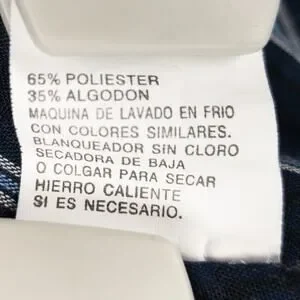 65% POLIESTER
35% ALGODON
MAQUINA DE LAVADO EN FRIO
CON COLORES SIMILARES.
BLANQUEADOR SIN CLORO
SECADORA DE BAJA
O COLGAR PARA SECAR
HIERRO CALIENTE
SI ES NECESARIO.